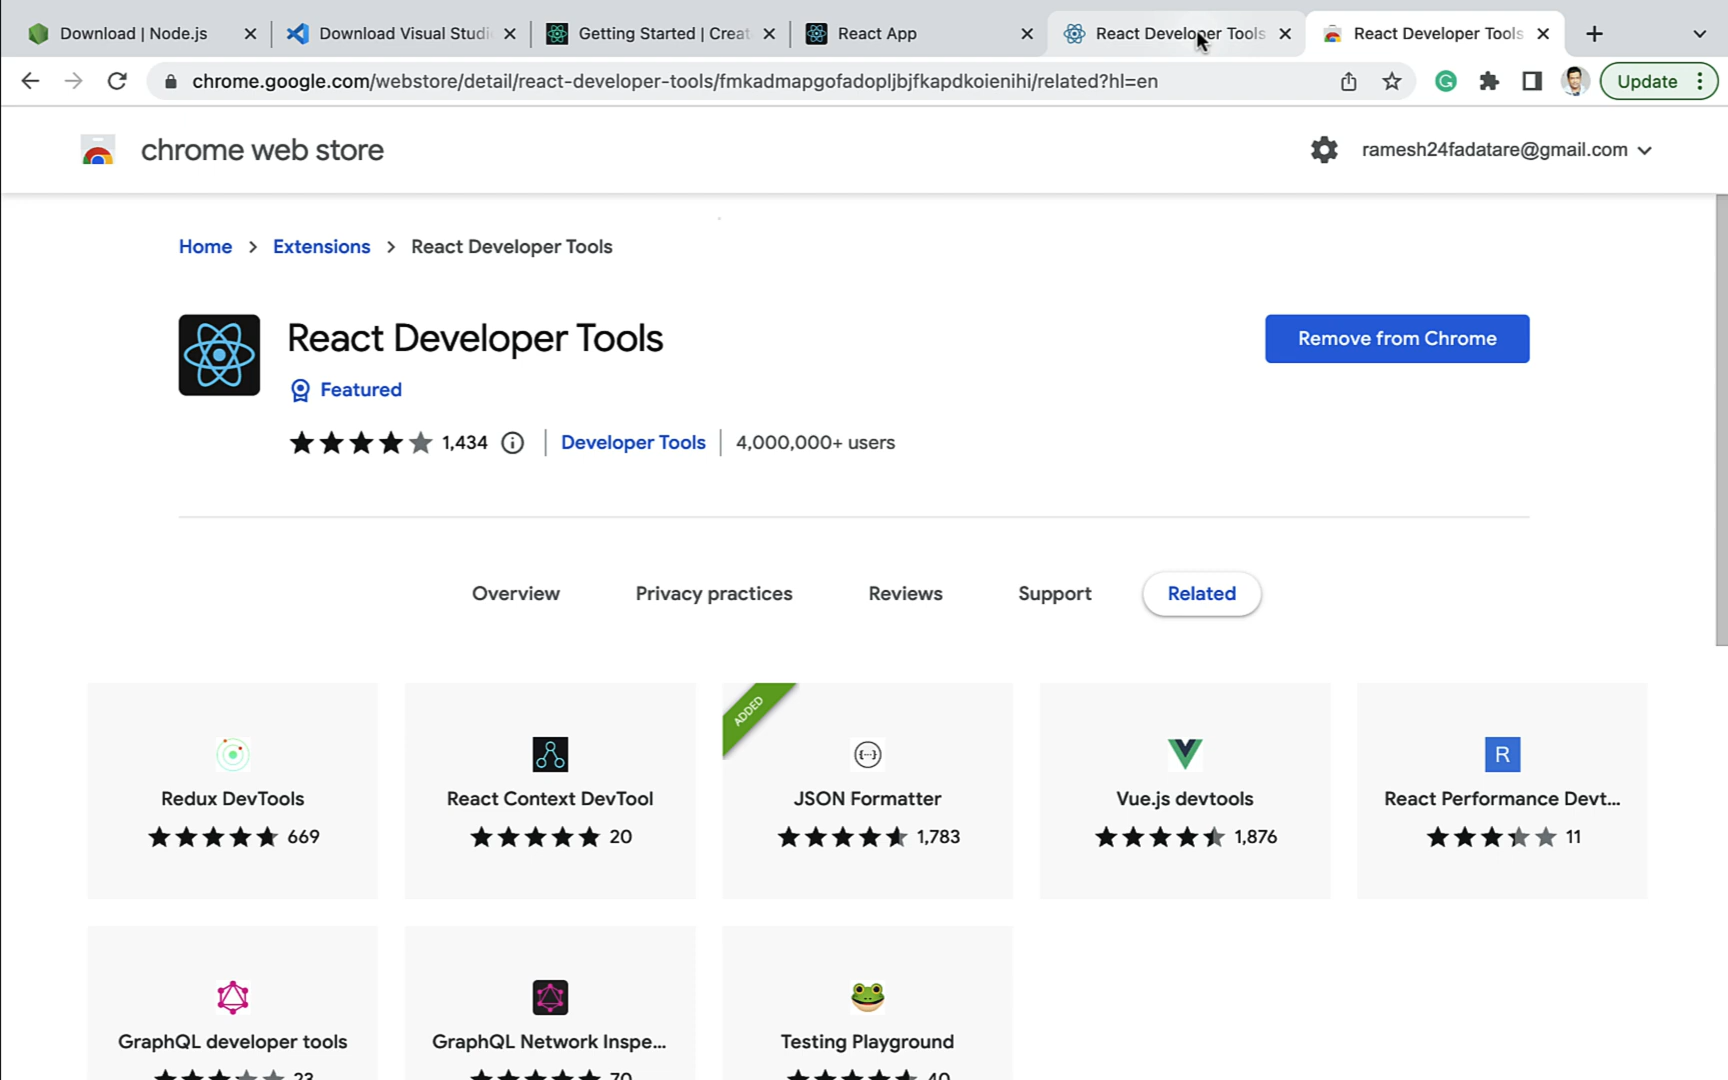 Download | Node.js
Download Visual Studi
Getting Started | Creat
React App
React Developer Tools
React Developer Tools
chrome.google.com/webstore/detail/react-developer-tools/fmkadmapgofadopljbjfkapdkoienihi/related?hl=en
Update
chrome web store
ramesh24fadatare@gmail.com
Home > Extensions > React Developer Tools
React Developer Tools
Remove from Chrome
Featured
1,434
Developer Tools
4,000,000+ users
Overview
Privacy practices
Reviews
Support
Related
ADDED
R
Redux DevTools
React Context DevTool
JSON Formatter
Vue.js devtools
React Performance Devt...
669
20
1,783
1,876
11
GraphQL developer tools
GraphQL Network Inspe...
Testing Playground
23
70
40